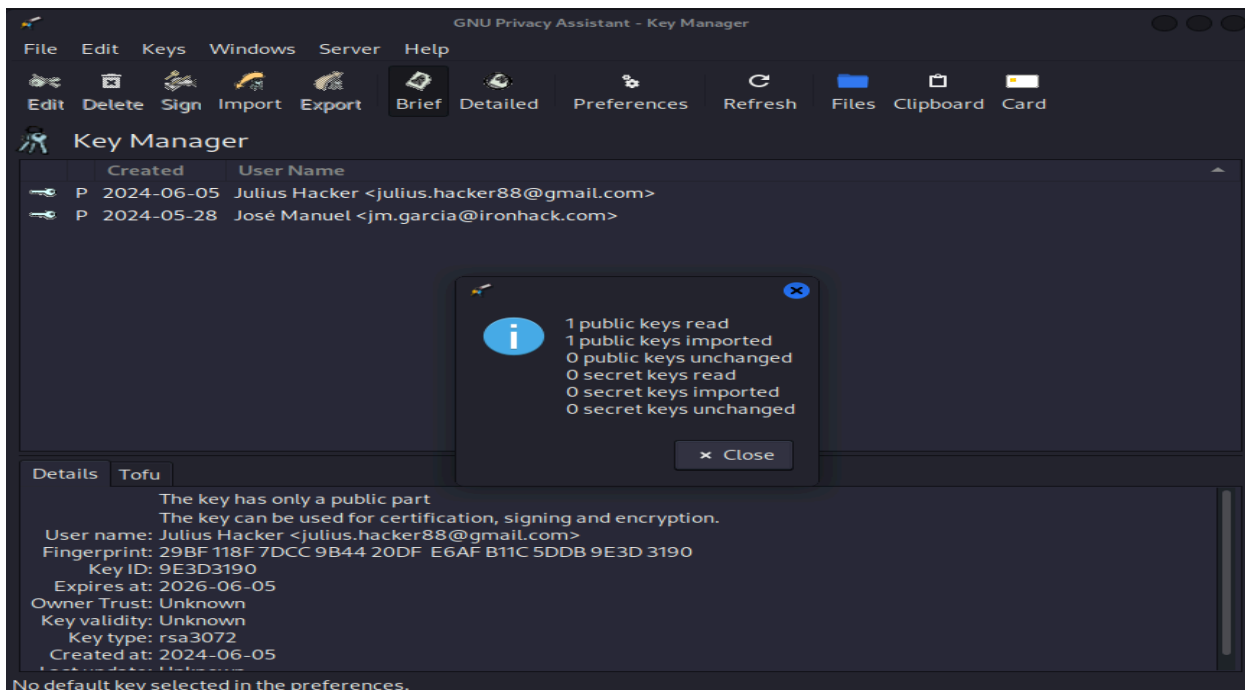 GNU Privacy Assistant - Key Manager
File Edit Keys Windows Server Help
Edit Delete Sign Import Export Brief Detailed Preferences Refresh Files Clipboard Card
Key Manager
Created User Name
P 2024-06-05 Julius Hacker <julius.hacker88@gmail.com>
P 2024-05-28 José Manuel <jm.garcia@ironhack.com>
1 public keys read
1 public keys imported
0 public keys unchanged
0 secret keys read
0 secret keys imported
0 secret keys unchanged
Close
Details Tofu
The key has only a public part
The key can be used for certification, signing and encryption.
User name: Julius Hacker <julius.hacker88@gmail.com>
Fingerprint: 29BF 118F 7DCC 9B44 20DF E6AF B11C 5DDB 9E3D 3190
Key ID: 9E3D3190
Expires at: 2026-06-05
Owner Trust: Unknown
Key validity: Unknown
Key type: rsa3072
Created at: 2024-06-05
No default key selected in the preferences.